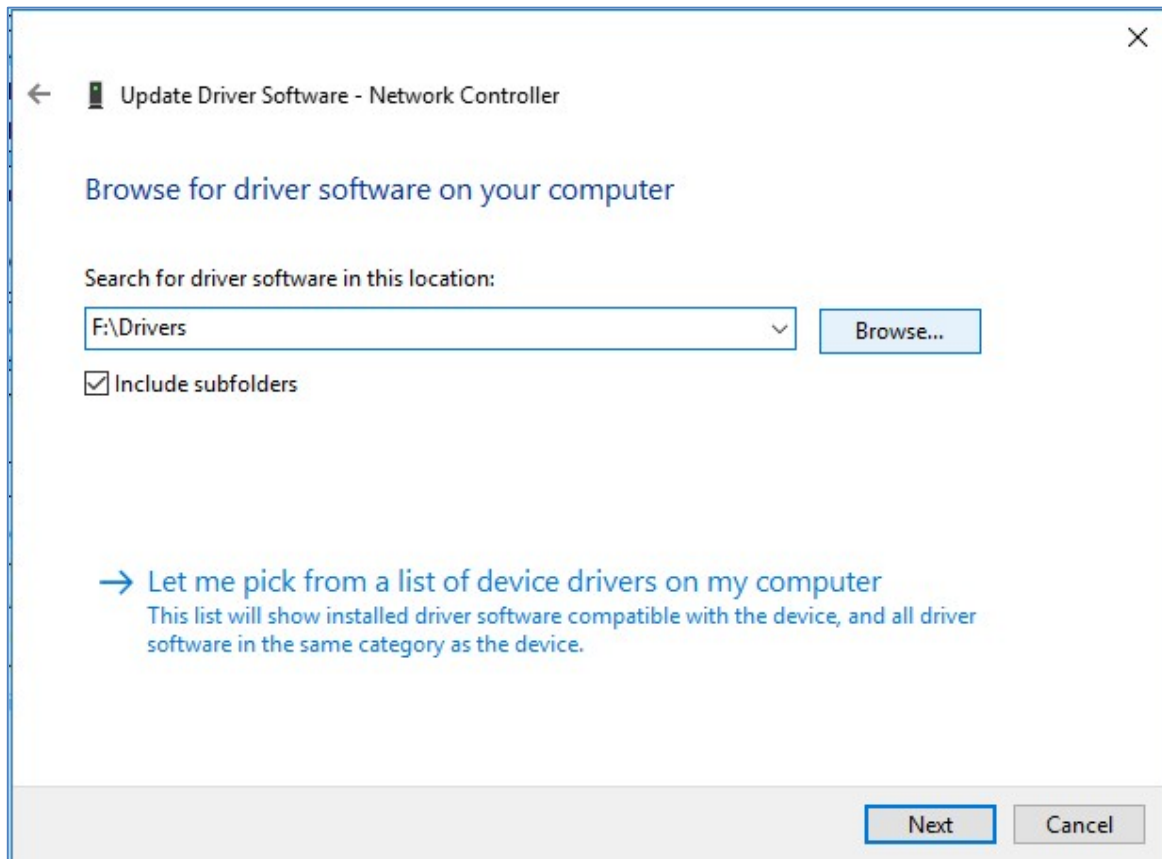 Update Driver Software - Network Controller
Browse for driver software on your computer
Search for driver software in this location:
F:\Drivers
Browse...
Include subfolders
Let me pick from a list of device drivers on my computer
This list will show installed driver software compatible with the device, and all driver
software in the same category as the device.
Next
Cancel